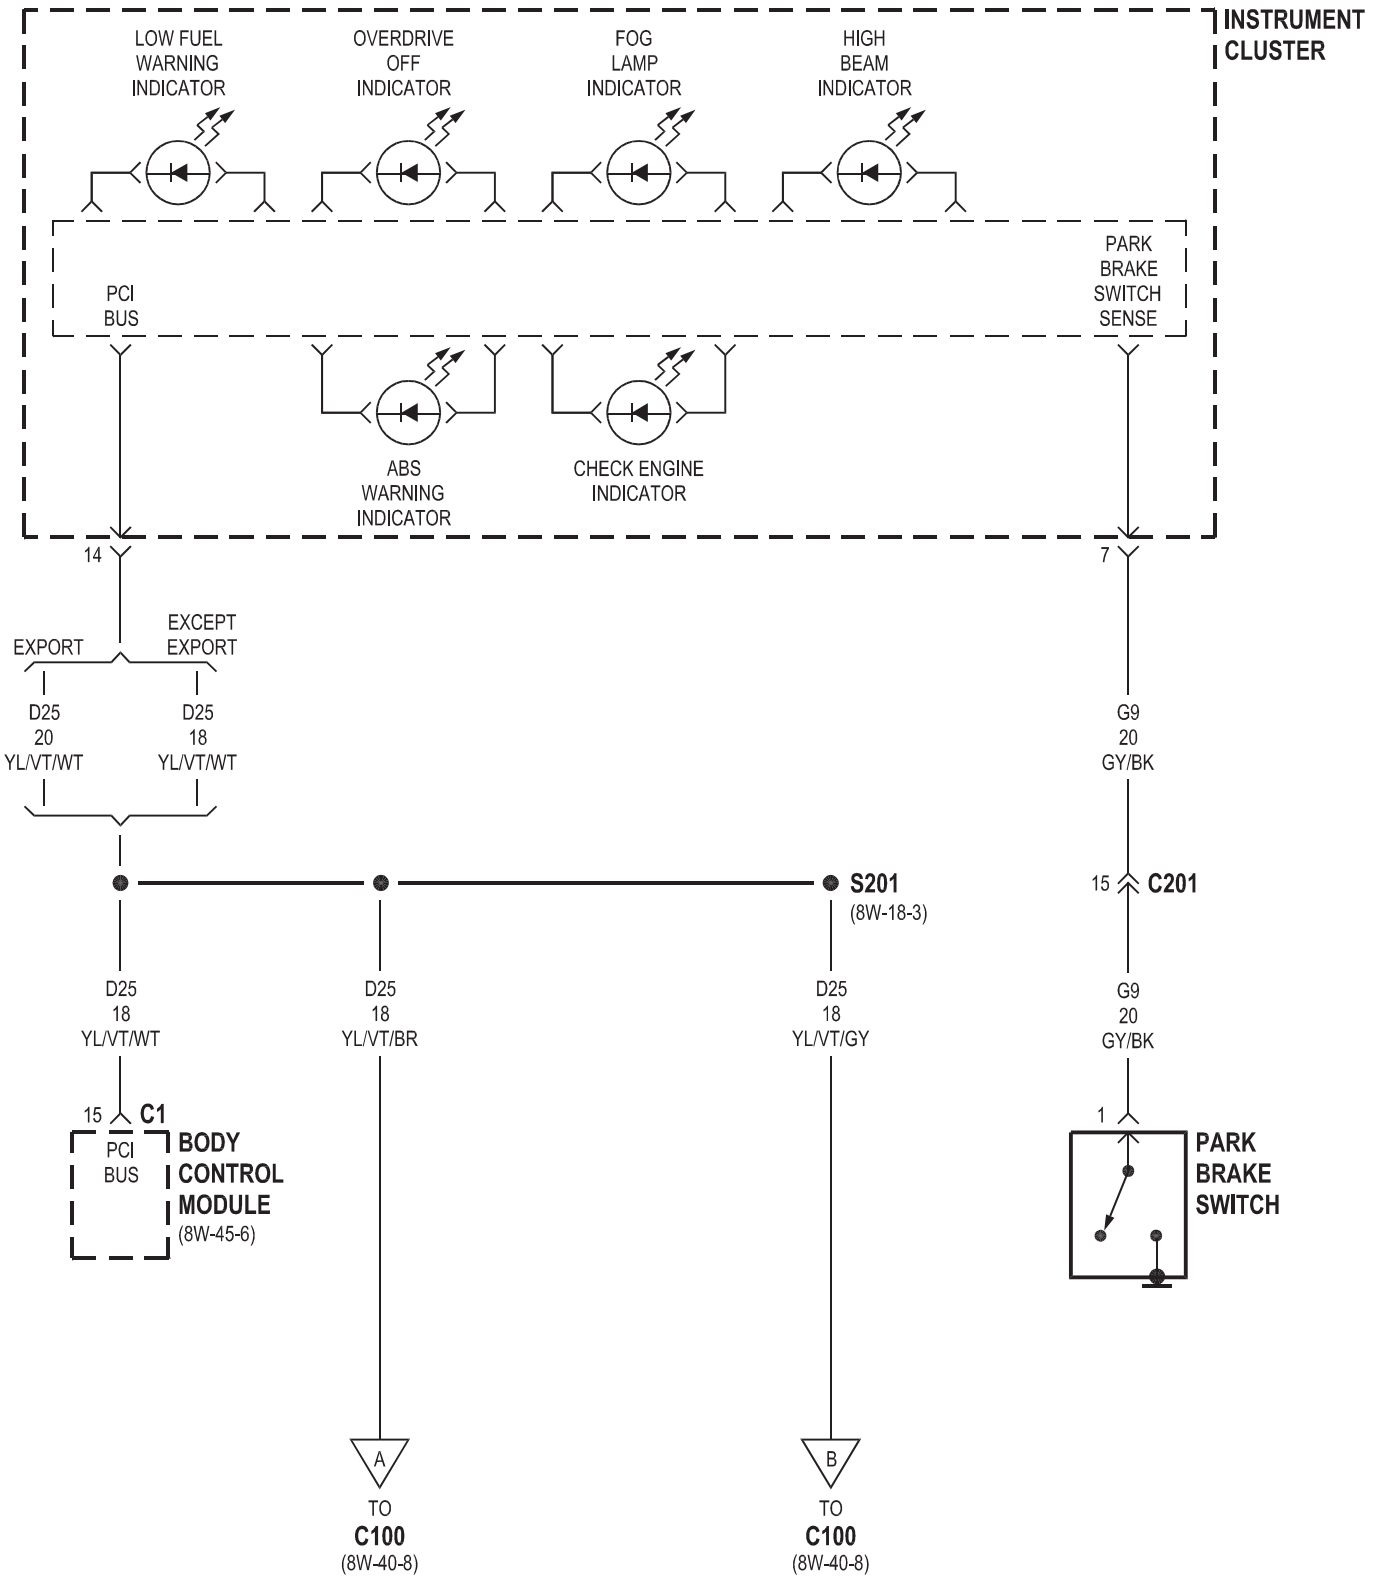 INSTRUMENT
CLUSTER
LOW FUEL
WARNING
INDICATOR
OVERDRIVE
OFF
INDICATOR
FOG
LAMP
INDICATOR
HIGH
BEAM
INDICATOR
PCI
BUS
PARK
BRAKE
SWITCH
SENSE
ABS
WARNING
INDICATOR
CHECK ENGINE
INDICATOR
14
7
EXPORT
EXCEPT
EXPORT
D25
20
YL/VT/WT
D25
18
YL/VT/WT
G9
20
GY/BK
S201
(8W-18-3)
15
C201
D25
18
YL/VT/WT
D25
18
YL/VT/BR
D25
18
YL/VT/GY
G9
20
GY/BK
15
C1
PCI
BUS
BODY
CONTROL
MODULE
(8W-45-6)
1
PARK
BRAKE
SWITCH
A
TO
C100
(8W-40-8)
B
TO
C100
(8W-40-8)